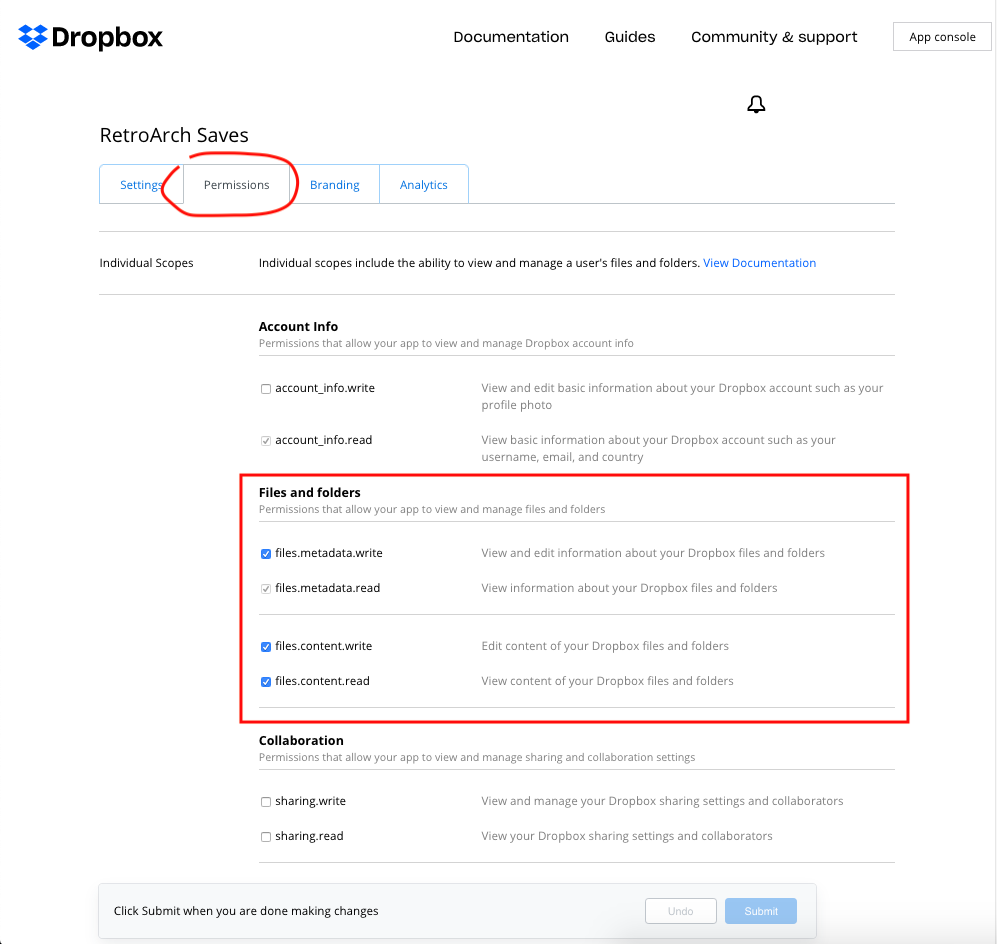 Dropbox
Documentation Guides Community & support App console
RetroArch Saves
Settings Permissions Branding Analytics
Individual Scopes Individual scopes include the ability to view and manage a user's files and folders. View Documentation
Account Info
Permissions that allow your app to view and manage Dropbox account info
account_info.write View and edit basic information about your Dropbox account such as your
profile photo
account_info.read View basic information about your Dropbox account such as your
username, email, and country
Files and folders
Permissions that allow your app to view and manage files and folders
files.metadata.write View and edit information about your Dropbox files and folders
files.metadata.read View information about your Dropbox files and folders
files.content.write Edit content of your Dropbox files and folders
files.content.read View content of your Dropbox files and folders
Collaboration
Permissions that allow your app to view and manage sharing and collaboration settings
sharing.write View and manage your Dropbox sharing settings and collaborators
sharing.read View your Dropbox sharing settings and collaborators
Click Submit when you are done making changes Undo Submit